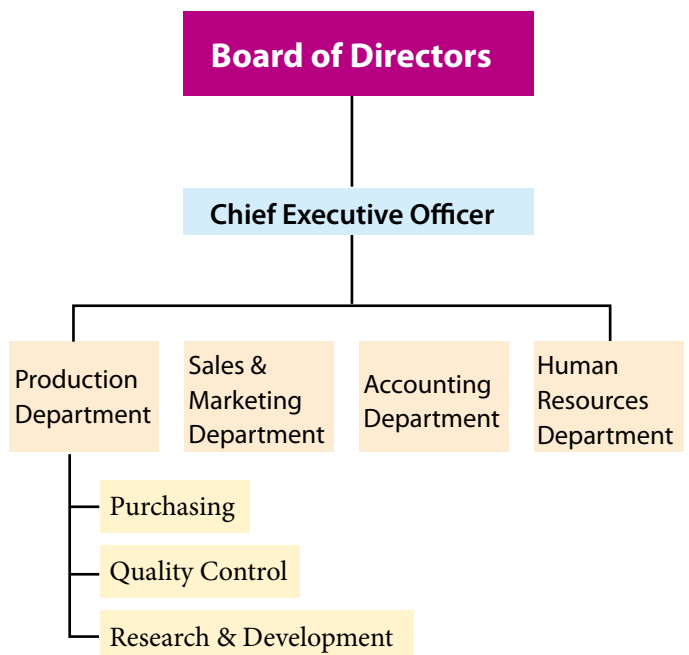 Board of Directors
Chief Executive Officer
Production
Department
Sales &
Marketing
Department
Accounting
Department
Human
Resources
Department
Purchasing
Quality Control
Research & Development